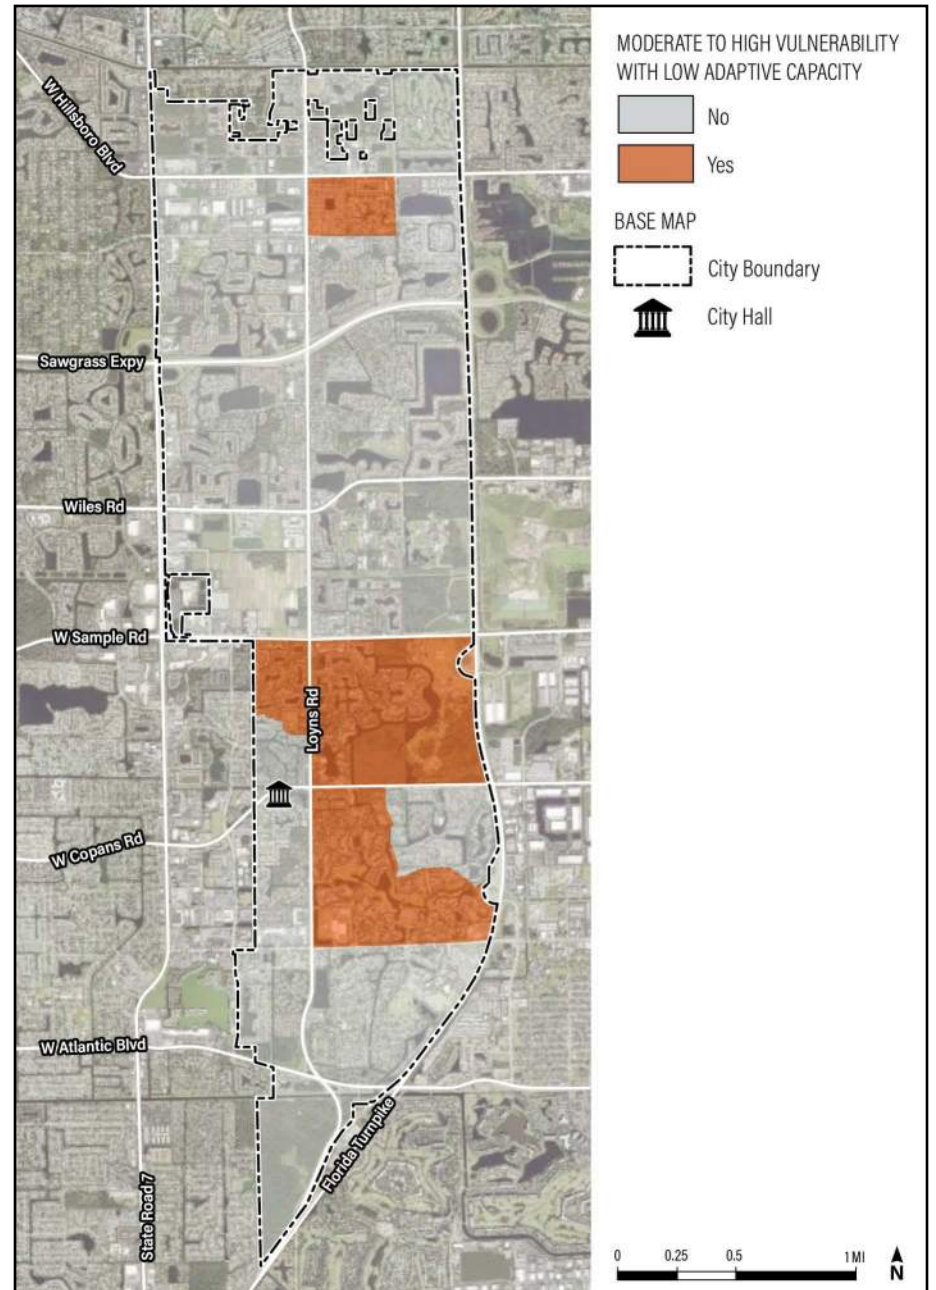 MODERATE TO HIGH VULNERABILITY
WITH LOW ADAPTIVE CAPACITY
No
Yes
BASE MAP
City Boundary
City Hall
W Hillsboro Blvd
Sawgrass Expy
Wiles Rd
W Sample Rd
Loyns Rd
W Copans Rd
W Atlantic Blvd
Florida Turnpike
State Road 7
0 0.25 0.5 1 MI
N